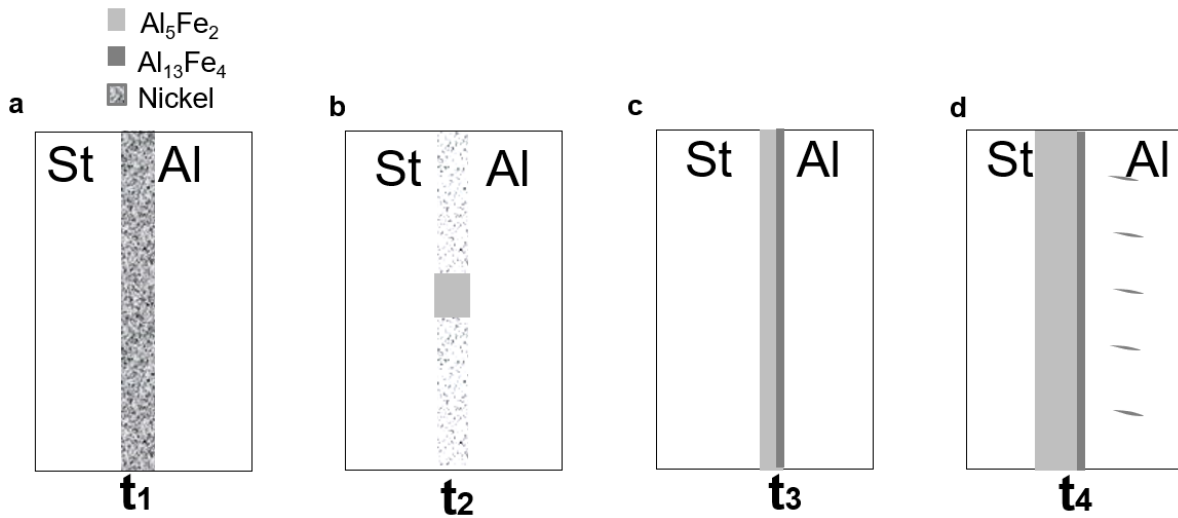 Al₅Fe₂
Al₁₃Fe₄
Nickel
a
b
c
d
St Al
St Al
St Al
St Al
t₁
t₂
t₃
t₄